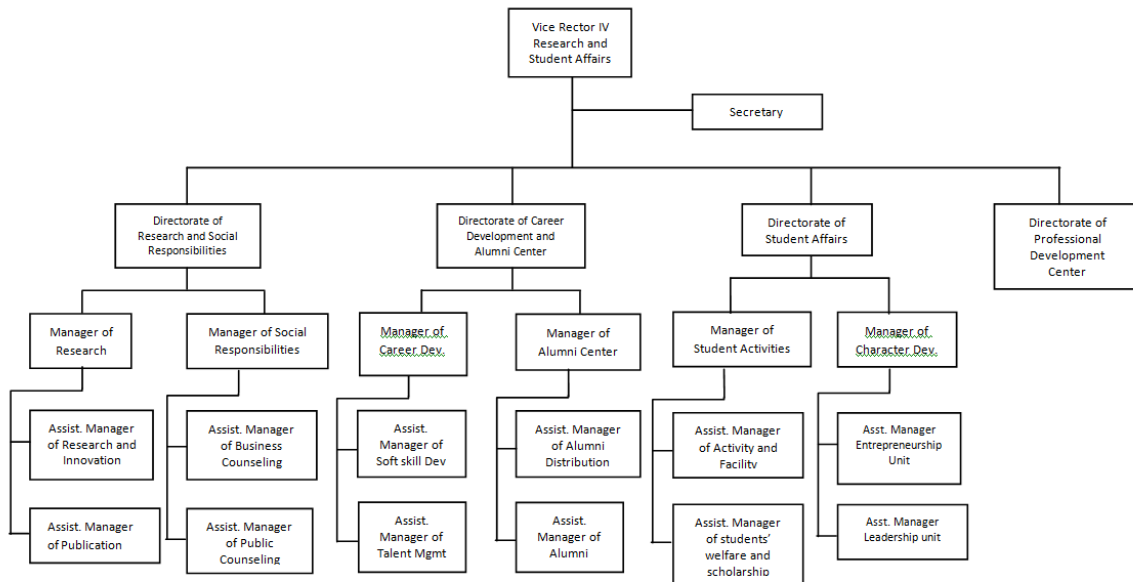 Vice Rector IV
Research and
Student Affairs
Secretary
Directorate of
Research and Social
Responsibilities
Directorate of Career
Development and
Alumni Center
Directorate of
Student Affairs
Directorate of
Professional
Development
Center
Manager of
Research
Manager of Social
Responsibilities
Manager of
Career Dev.
Manager of
Alumni Center
Manager of
Student Activities
Manager of
Character Dev.
Assist. Manager
of Research and
Innovation
Assist. Manager
of Business
Counseling
Assist.
Manager of
Soft skill Dev
Assist. Manager
of Alumni
Distribution
Assist. Manager
of Activity and
Facility
Asst. Manager
Entrepreneurship
Unit
Assist. Manager
of Publication
Assist. Manager
of Public
Counseling
Assist.
Manager of
Talent Mgmt
Assist.
Manager of
Alumni
Assist. Manager
of students’
welfare and
scholarship
Asst. Manager
Leadership unit